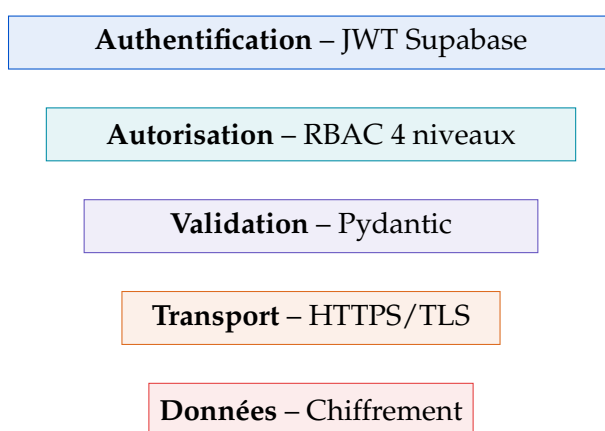 Authentification – JWT Supabase
Autorisation – RBAC 4 niveaux
Validation – Pydantic
Transport – HTTPS/TLS
Données – Chiffrement